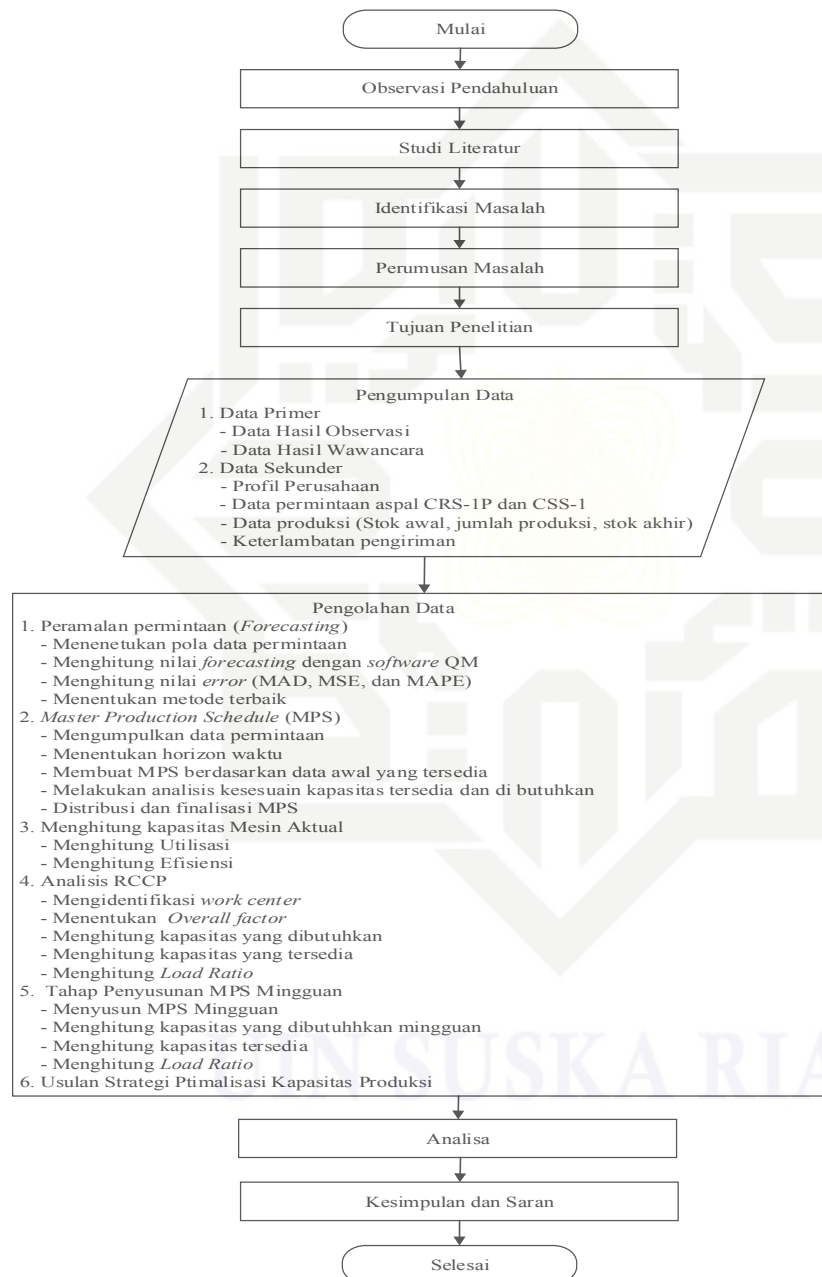 Mulai
Observasi Pendahuluan
Studi Literatur
Identifikasi Masalah
Perumusan Masalah
Tujuan Penelitian
Pengumpulan Data
1. Data Primer
- Data Hasil Observasi
- Data Hasil Wawancara
2. Data Sekunder
- Profil Perusahaan
- Data permintaan aspal CRS-1P dan CSS-1
- Data produksi (Stok awal, jumlah produksi, stok akhir)
- Keterlambatan pengiriman
Pengolahan Data
1. Peramalan permintaan (Forecasting)
- Menenetukan pola data permintaan
- Menghitung nilai forecasting dengan software QM
- Menghitung nilai error (MAD, MSE, dan MAPE)
- Menentukan metode terbaik
2. Master Production Schedule (MPS)
- Mengumpulkan data permintaan
- Menentukan horizon waktu
- Membuat MPS berdasarkan data awal yang tersedia
- Melakukan analisis kesesuain kapasitas tersedia dan di butuhkan
- Distribusi dan finalisasi MPS
3. Menghitung kapasitas Mesin Aktual
- Menghitung Utilisasi
- Menghitung Efisiensi
4. Analisis RCCP
- Mengidentifikasi work center
- Menentukan Overall factor
- Menghitung kapasitas yang dibutuhkan
- Menghitung kapasitas yang tersedia
- Menghitung Load Ratio
5. Tahap Penyusunan MPS Mingguan
- Menyusun MPS Mingguan
- Menghitung kapasitas yang dibutuhhkan mingguan
- Menghitung kapasitas tersedia
- Menghitung Load Ratio
UIN SUSKA RIA
6. Usulan Strategi Ptimalisasi Kapasitas Produksi
Analisa
Kesimpulan dan Saran
Selesai